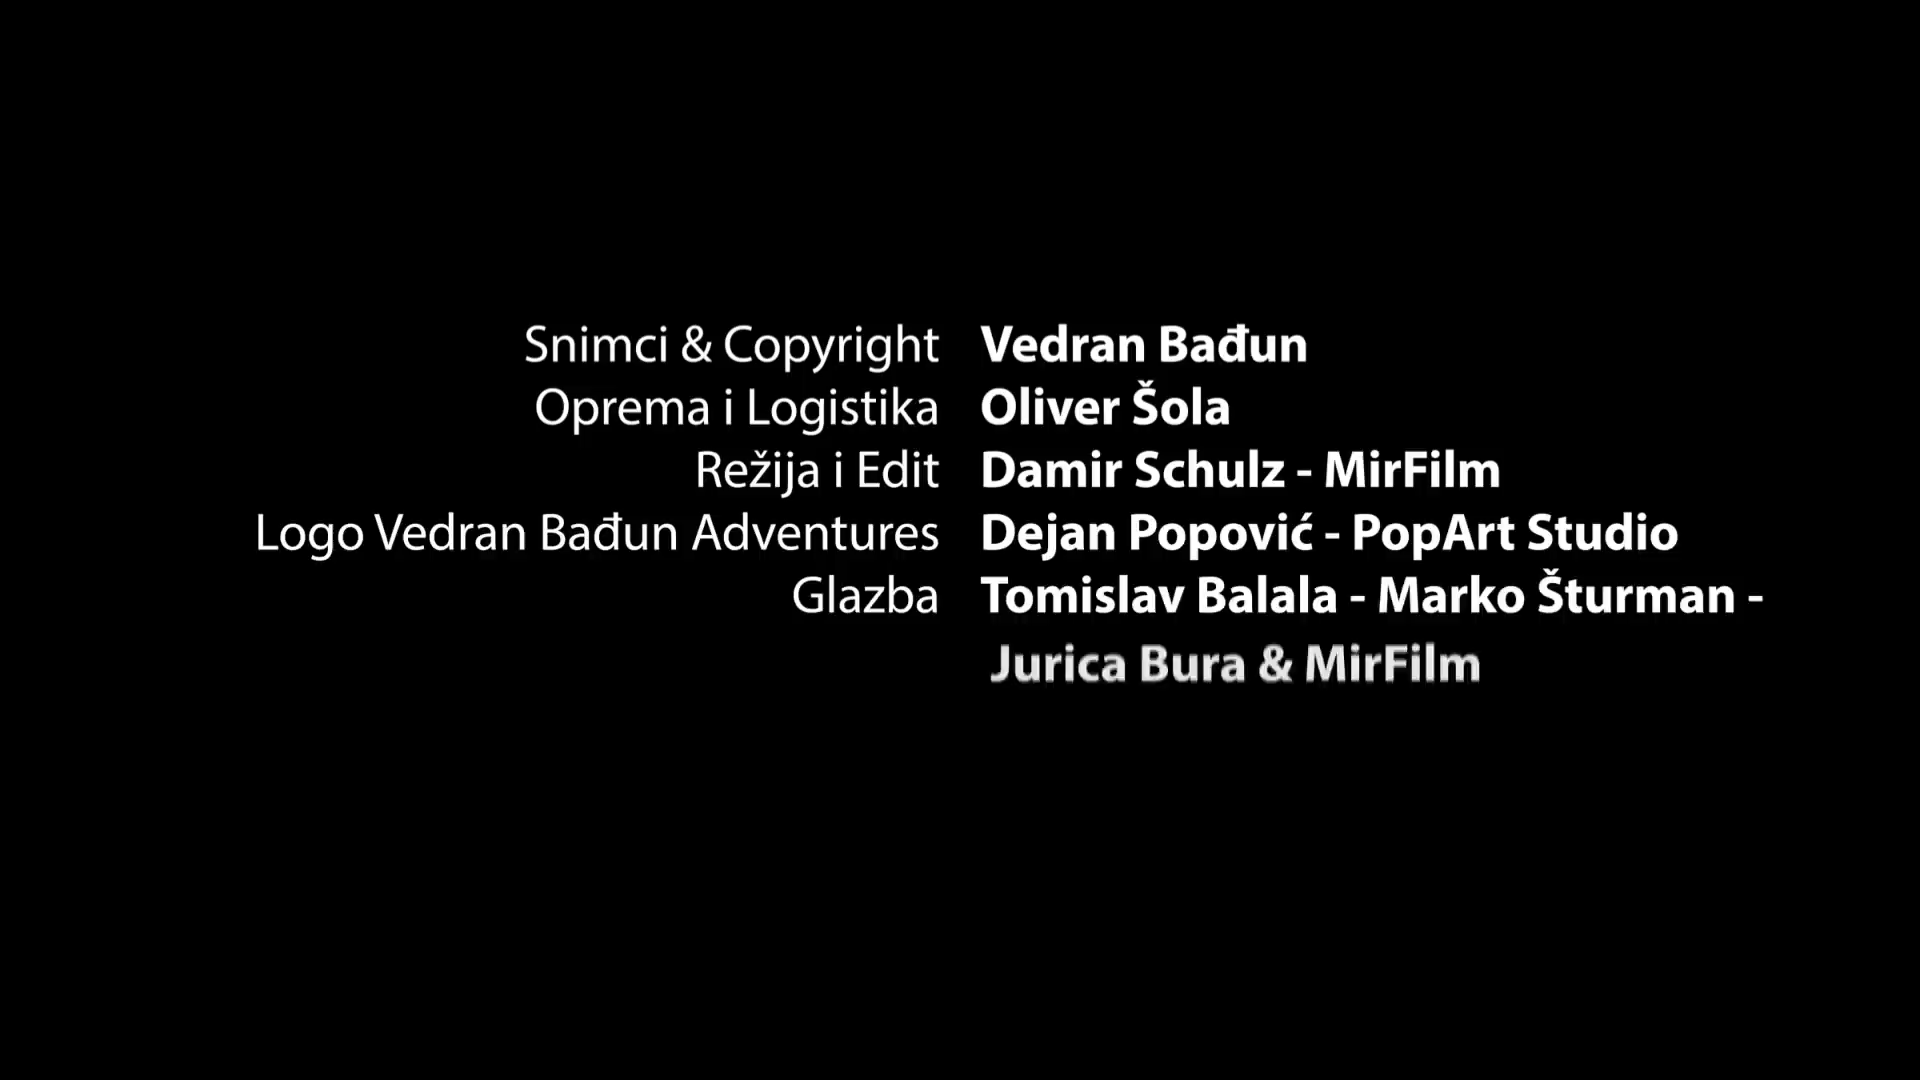 Snimci & Copyright Vedran Bađun
Oprema i Logistika Oliver Šola
Režija i Edit Damir Schulz - MirFilm
Logo Vedran Bađun Adventures Dejan Popović - PopArt Studio
Glazba Tomislav Balala - Marko Šturman -
Jurica Bura & MirFilm